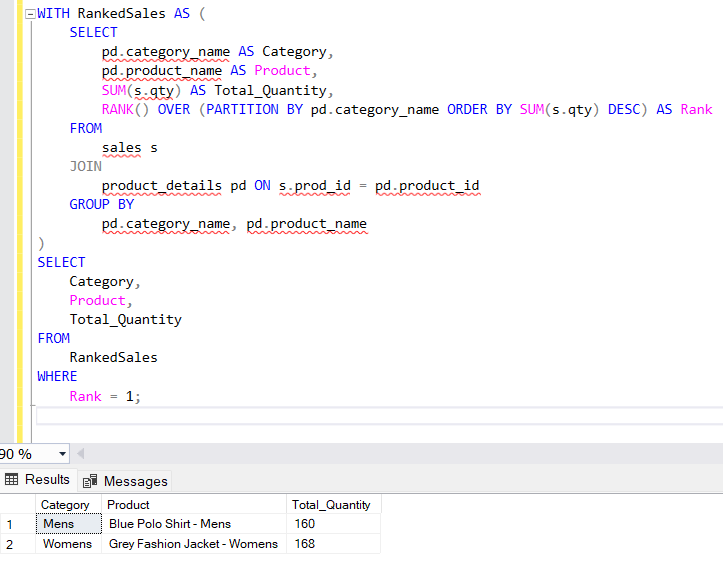 WITH RankedSales AS (
    SELECT
        pd.category_name AS Category,
        pd.product_name AS Product,
        SUM(s.qty) AS Total_Quantity,
        RANK() OVER (PARTITION BY pd.category_name ORDER BY SUM(s.qty) DESC) AS Rank
    FROM
        sales s
    JOIN
        product_details pd ON s.prod_id = pd.product_id
    GROUP BY
        pd.category_name, pd.product_name
)
SELECT
    Category,
    Product,
    Total_Quantity
FROM
    RankedSales
WHERE
    Rank = 1;
90 %
Results Messages
Category Product Total_Quantity
1 Mens Blue Polo Shirt - Mens 160
2 Womens Grey Fashion Jacket - Womens 168